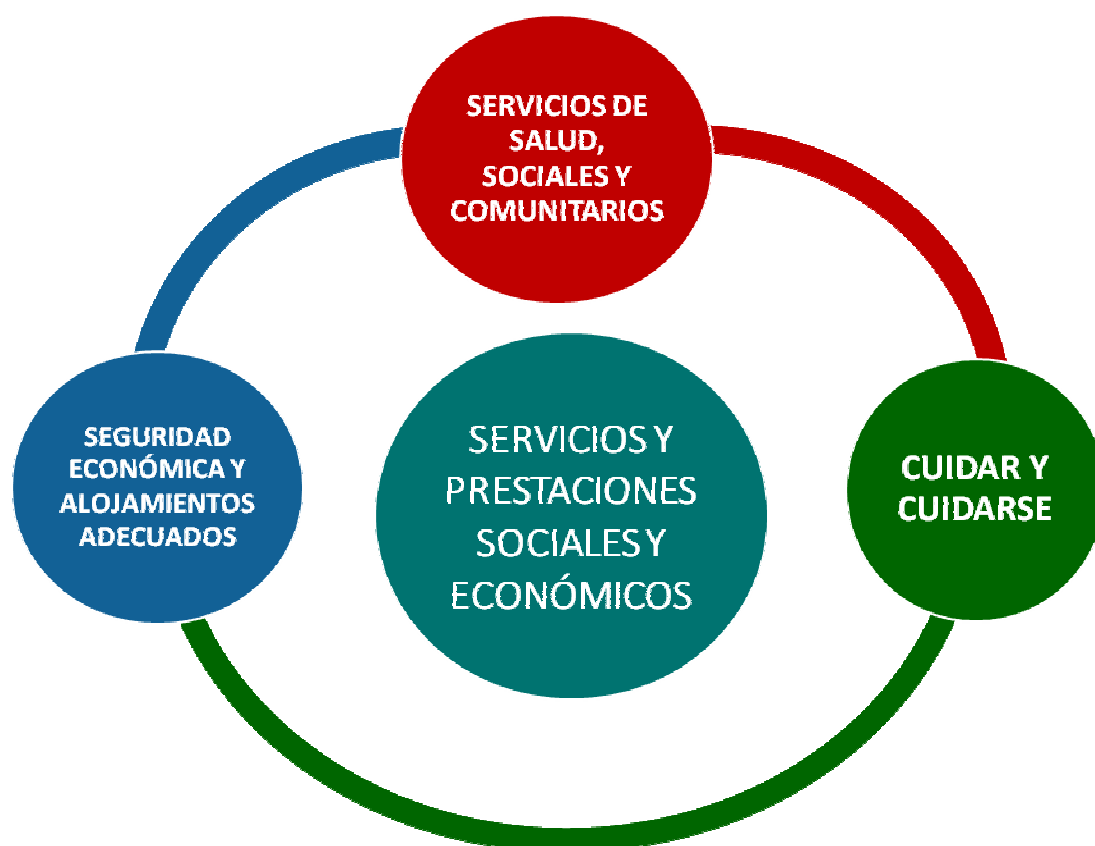 SERVICIOS DE
SALUD,
SOCIALES Y
COMUNITARIOS
SEGURIDAD
ECONÓMICA Y
ALOJAMIENTOS
ADECUADOS
SERVICIOS Y
PRESTACIONES
SOCIALES Y
ECONÓMICOS
CUIDAR Y
CUIDARSE